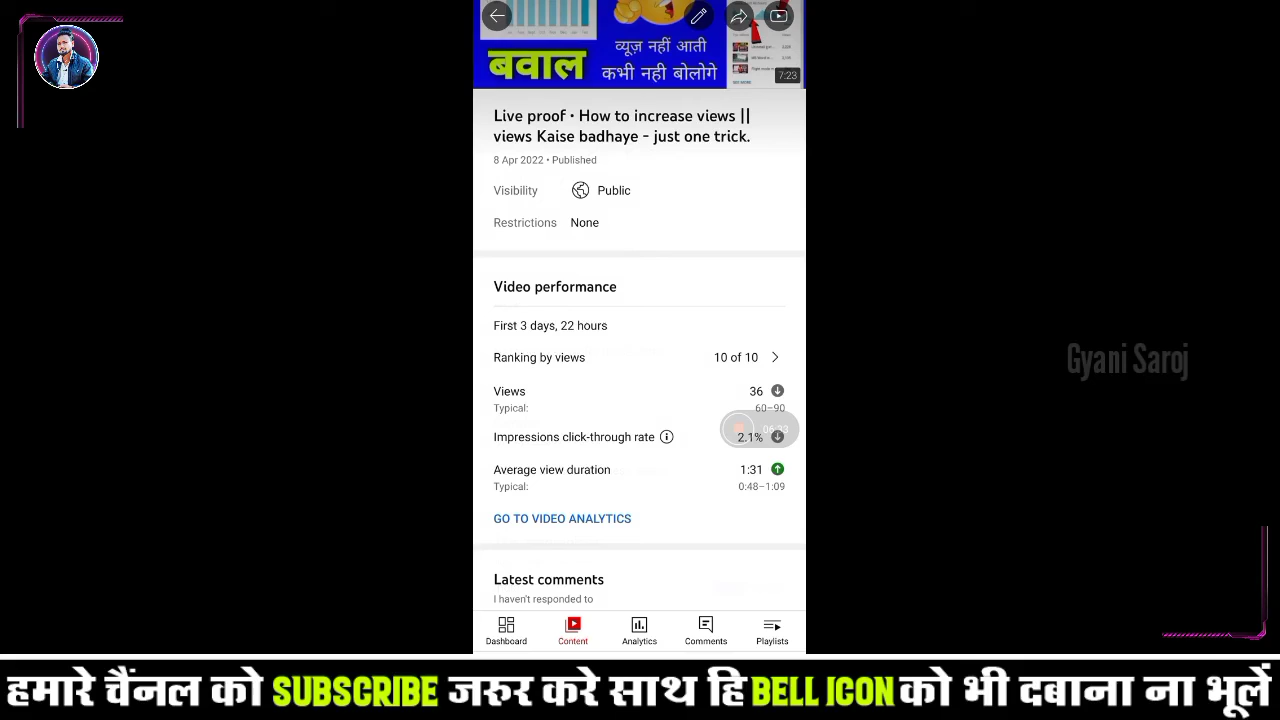 बवाल
व्यूज़ नहीं आती
कभी नही बोलोगे
7:23
Live proof • How to increase views ||
views Kaise badhaye - just one trick.
8 Apr 2022 • Published
Visibility Public
Restrictions None
Video performance
First 3 days, 22 hours
Ranking by views 10 of 10
Views 36
Typical: 60–90
06:33
Impressions click-through rate 2.1%
Average view duration 1:31
Typical: 0:48–1:09
GO TO VIDEO ANALYTICS
Latest comments
I haven't responded to
Dashboard Content Analytics Comments Playlists
Gyani Saroj
हमारे चैंनल को SUBSCRIBE जरुर करे साथ हि BELL ICON को भी दबाना ना भूलें